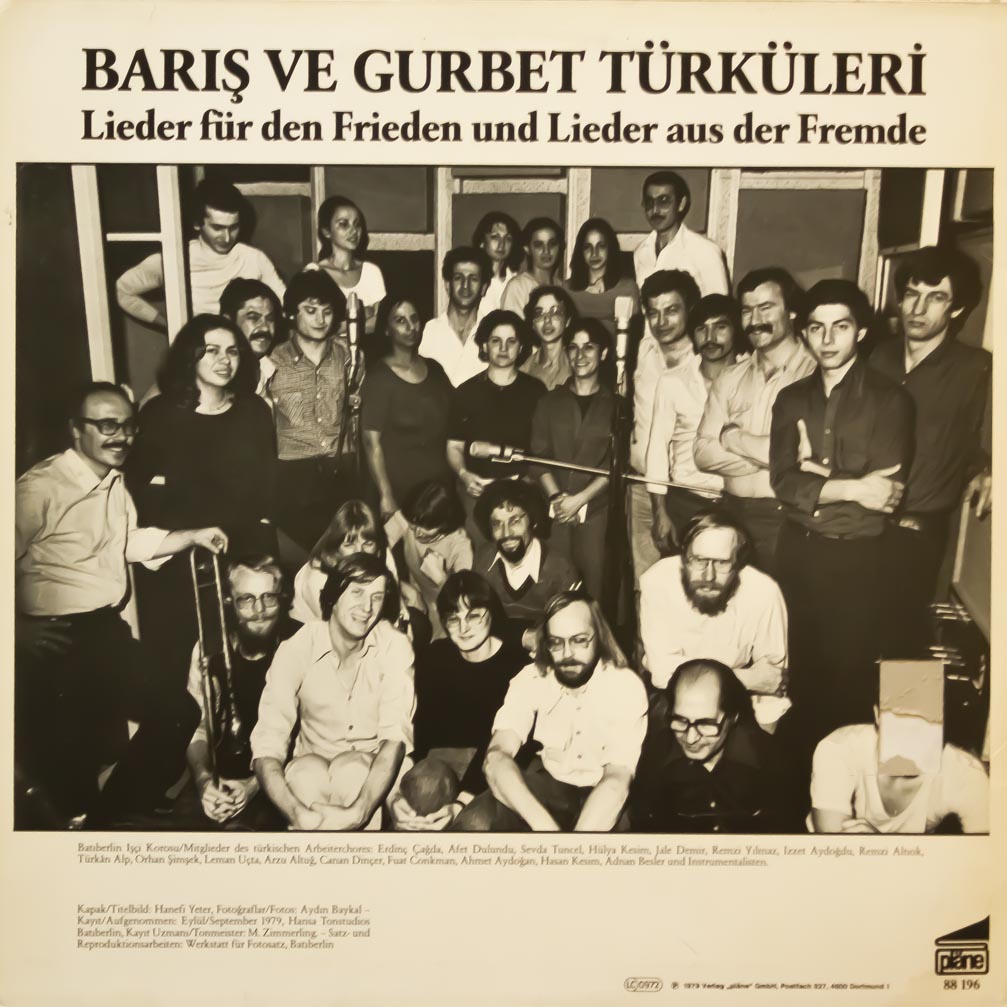 BARIŞ VE GURBET TÜRKÜLERİ
Lieder für den Frieden und Lieder aus der Fremde
Batıberlin Işçi Korosu/Mitglieder des türkischen Arbeiterchores: Erdinç Çağda, Afet Dulundu, Sevda Tuncel, Hülya Kesim, Jale Demir, Remzi Yılmaz, Izzet Aydoğdu, Remzi Altıok,
Türkân Alp, Orhan Şimşek, Leman Uçta, Arzu Altuğ, Canan Dinçer, Fuat Conkman, Ahmet Aydoğan, Hasan Kesim, Adnan Besler und Instrumentalisten.
Kapak/Titelbild: Hanefi Yeter, Fotoğraflar/Fotos: Aydın Baykal –
Kayıt/Aufgenommen: Eylül/September 1979, Hansa Tonstudios
Batıberlin, Kayıt Uzmanı/Tonmeister: M. Zimmerling. – Satz- und
Reproduktionsarbeiten: Werkstatt für Fotosatz, Batıberlin
LC 0972 ℗ 1979 Verlag „pläne“ GmbH, Postfach 827, 4600 Dortmund 1
pläne
88 196